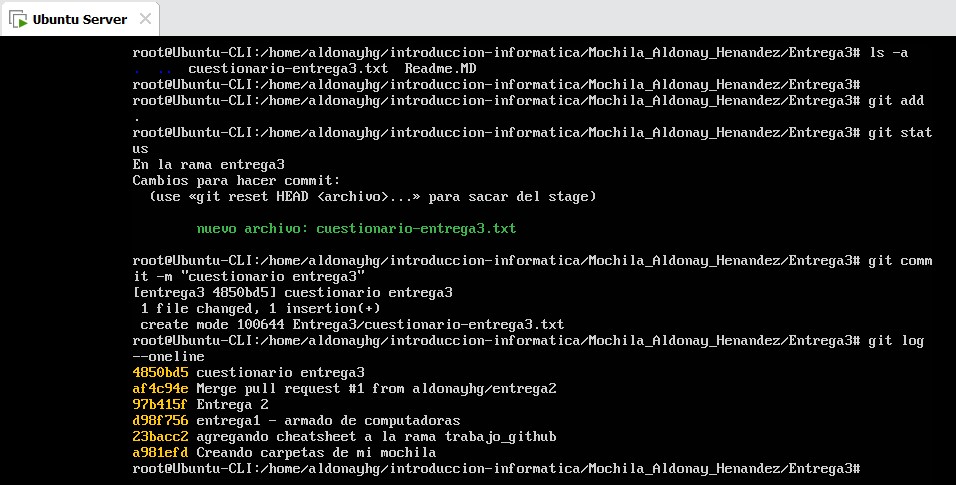 Ubuntu Server
root@Ubuntu-CLI:/home/aldonayhg/introduccion-informatica/Mochila_Aldonay_Henandez/Entrega3# ls -a
.  ..  cuestionario-entrega3.txt  Readme.MD
root@Ubuntu-CLI:/home/aldonayhg/introduccion-informatica/Mochila_Aldonay_Henandez/Entrega3#
root@Ubuntu-CLI:/home/aldonayhg/introduccion-informatica/Mochila_Aldonay_Henandez/Entrega3# git add
.
root@Ubuntu-CLI:/home/aldonayhg/introduccion-informatica/Mochila_Aldonay_Henandez/Entrega3# git stat
us
En la rama entrega3
Cambios para hacer commit:
  (use «git reset HEAD <archivo>...» para sacar del stage)
        nuevo archivo: cuestionario-entrega3.txt
root@Ubuntu-CLI:/home/aldonayhg/introduccion-informatica/Mochila_Aldonay_Henandez/Entrega3# git comm
it -m "cuestionario entrega3"
[entrega3 4850bd5] cuestionario entrega3
 1 file changed, 1 insertion(+)
 create mode 100644 Entrega3/cuestionario-entrega3.txt
root@Ubuntu-CLI:/home/aldonayhg/introduccion-informatica/Mochila_Aldonay_Henandez/Entrega3# git log
--oneline
4850bd5 cuestionario entrega3
af4c94e Merge pull request #1 from aldonayhg/entrega2
97b415f Entrega 2
d98f756 entrega1 - armado de computadoras
23bacc2 agregando cheatsheet a la rama trabajo_github
a981efd Creando carpetas de mi mochila
root@Ubuntu-CLI:/home/aldonayhg/introduccion-informatica/Mochila_Aldonay_Henandez/Entrega3#